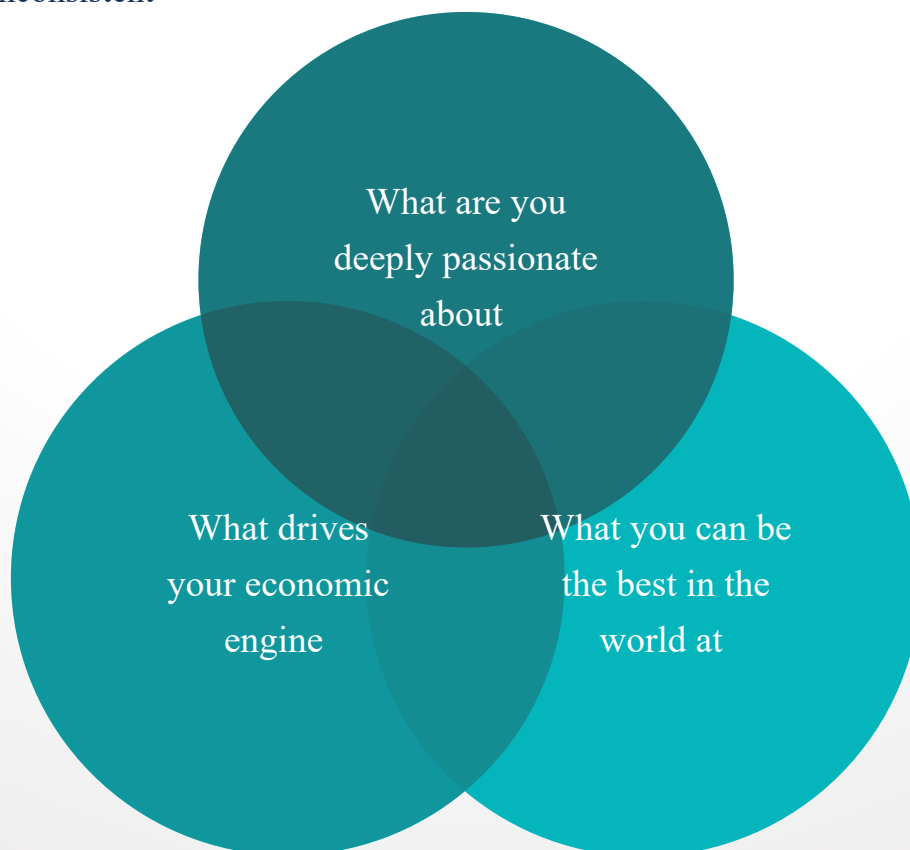 What are you
deeply passionate
about
What drives
your economic
engine
What you can be
the best in the
world at